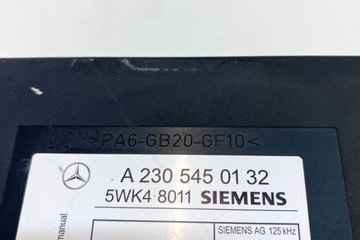 >PA6-GB20-GF10<
A 230 545 01 32
5WK4 8011 SIEMENS
SIEMENS AG 125 kHz
manual